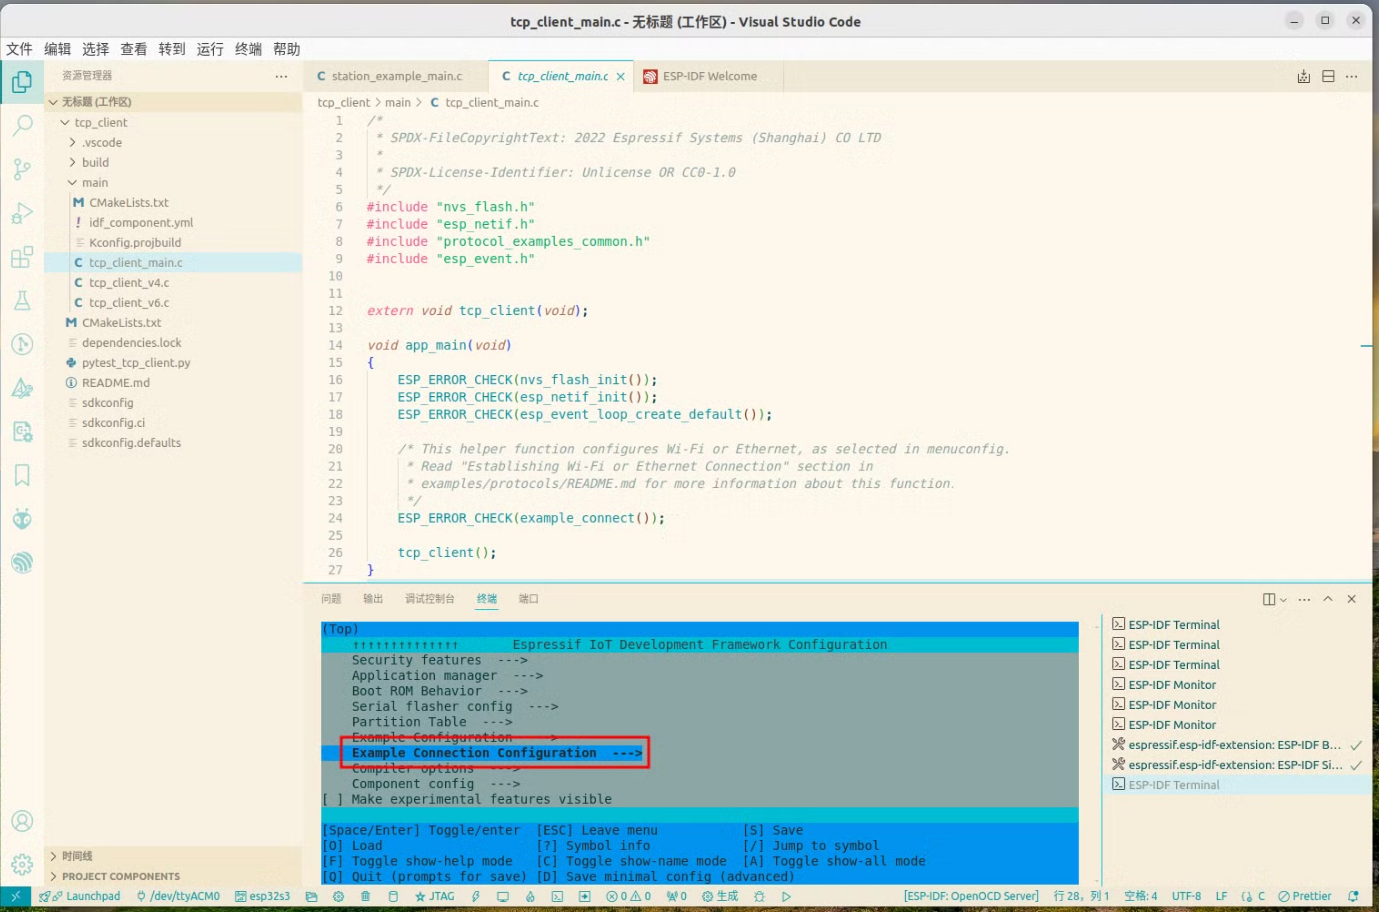 tcp_client_main.c - 无标题 (工作区) - Visual Studio Code
文件 编辑 选择 查看 转到 运行 终端 帮助
资源管理器
无标题 (工作区)
tcp_client
.vscode
build
main
CMakeLists.txt
idf_component.yml
Kconfig.projbuild
tcp_client_main.c
tcp_client_v4.c
tcp_client_v6.c
CMakeLists.txt
dependencies.lock
pytest_tcp_client.py
README.md
sdkconfig
sdkconfig.ci
sdkconfig.defaults
时间线
PROJECT COMPONENTS
station_example_main.c tcp_client_main.c ESP-IDF Welcome
tcp_client > main > C tcp_client_main.c
1 /*
2 * SPDX-FileCopyrightText: 2022 Espressif Systems (Shanghai) CO LTD
3 *
4 * SPDX-License-Identifier: Unlicense OR CC0-1.0
5 */
6 #include "nvs_flash.h"
7 #include "esp_netif.h"
8 #include "protocol_examples_common.h"
9 #include "esp_event.h"
10
11
12 extern void tcp_client(void);
13
14 void app_main(void)
15 {
16 ESP_ERROR_CHECK(nvs_flash_init());
17 ESP_ERROR_CHECK(esp_netif_init());
18 ESP_ERROR_CHECK(esp_event_loop_create_default());
19
20 /* This helper function configures Wi-Fi or Ethernet, as selected in menuconfig.
21 * Read "Establishing Wi-Fi or Ethernet Connection" section in
22 * examples/protocols/README.md for more information about this function.
23 */
24 ESP_ERROR_CHECK(example_connect());
25
26 tcp_client();
27 }
问题 输出 调试控制台 终端 端口
(Top)
↑↑↑↑↑↑↑↑↑↑↑↑↑↑ Espressif IoT Development Framework Configuration
Security features --->
Application manager --->
Boot ROM Behavior --->
Serial flasher config --->
Partition Table --->
Example Configuration --->
Example Connection Configuration --->
Compiler options --->
Component config --->
[ ] Make experimental features visible
[Space/Enter] Toggle/enter [ESC] Leave menu [S] Save
[O] Load [?] Symbol info [/] Jump to symbol
[F] Toggle show-help mode [C] Toggle show-name mode [A] Toggle show-all mode
[Q] Quit (prompts for save) [D] Save minimal config (advanced)
ESP-IDF Terminal
ESP-IDF Terminal
ESP-IDF Terminal
ESP-IDF Monitor
ESP-IDF Monitor
ESP-IDF Monitor
espressif.esp-idf-extension: ESP-IDF B...
espressif.esp-idf-extension: ESP-IDF Si...
ESP-IDF Terminal
Launchpad /dev/ttyACM0 esp32s3 JTAG 0 0 0 生成 [ESP-IDF: OpenOCD Server] 行 28，列 1 空格: 4 UTF-8 LF {} C Prettier